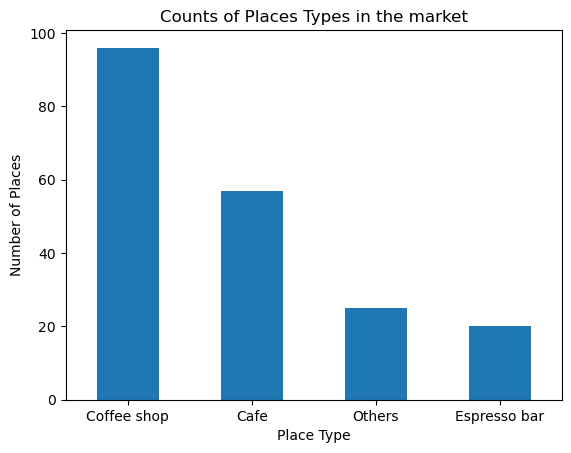 Counts of Places Types in the market
Number of Places
100
80
60
40
20
0
Coffee shop
Cafe
Others
Espresso bar
Place Type